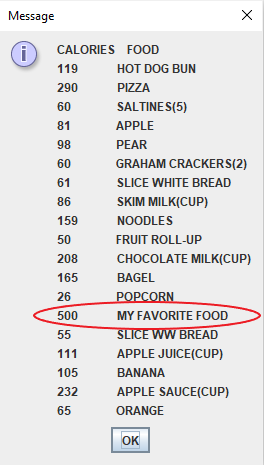 Message
CALORIES FOOD
119 HOT DOG BUN
290 PIZZA
60 SALTINES(5)
81 APPLE
98 PEAR
60 GRAHAM CRACKERS(2)
61 SLICE WHITE BREAD
86 SKIM MILK(CUP)
159 NOODLES
50 FRUIT ROLL-UP
208 CHOCOLATE MILK(CUP)
165 BAGEL
26 POPCORN
500 MY FAVORITE FOOD
55 SLICE WW BREAD
111 APPLE JUICE(CUP)
105 BANANA
232 APPLE SAUCE(CUP)
65 ORANGE
OK